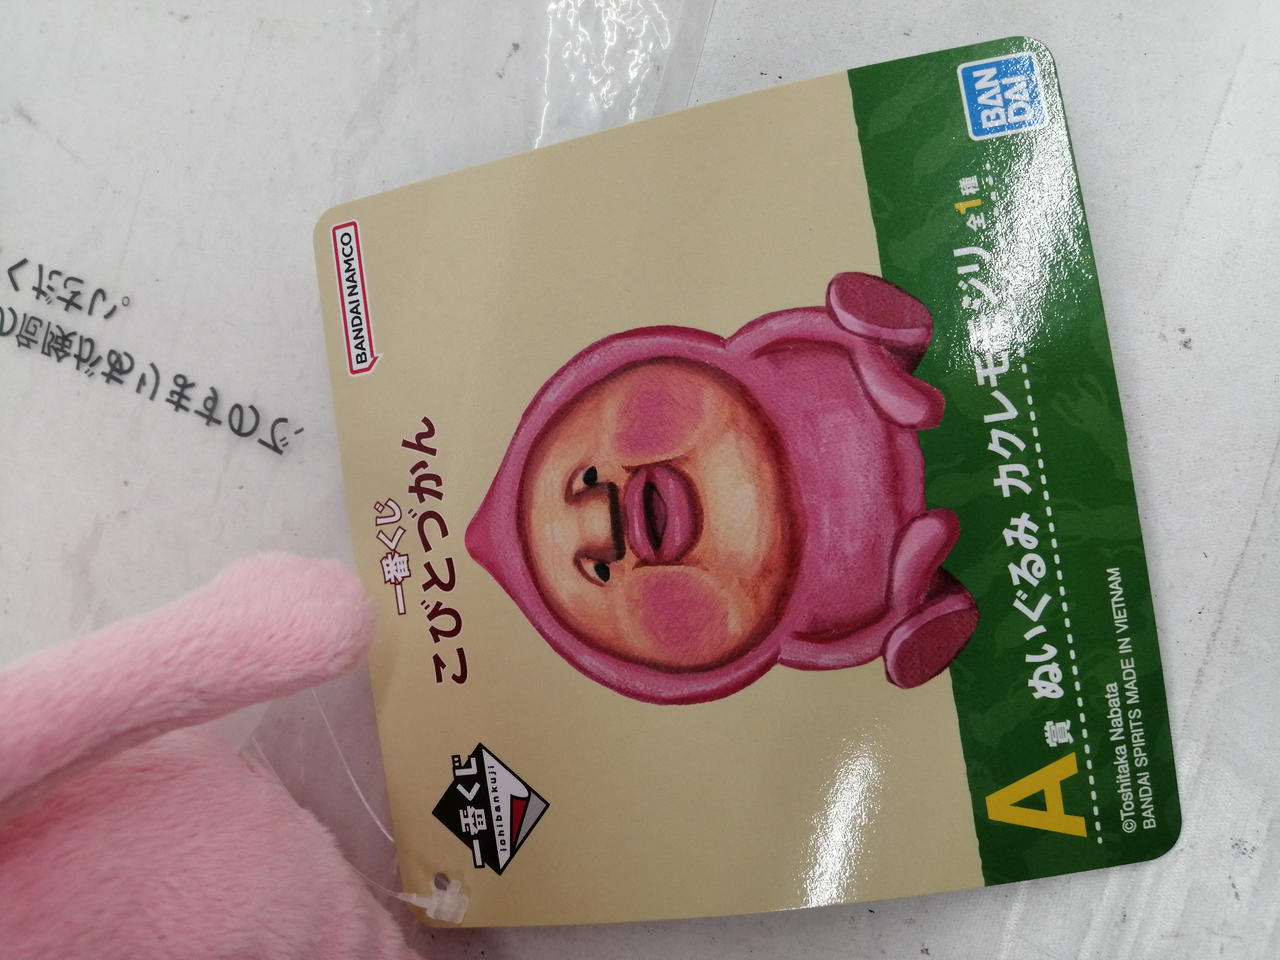 BANDAI NAMCO
一番くじ
こびとづかん
一番くじ
ichibankuji
BAN
DAI
A賞 ぬいぐるみ カクレモモジリ 全1種
©Toshitaka Nabata
BANDAI SPIRITS MADE IN VIETNAM